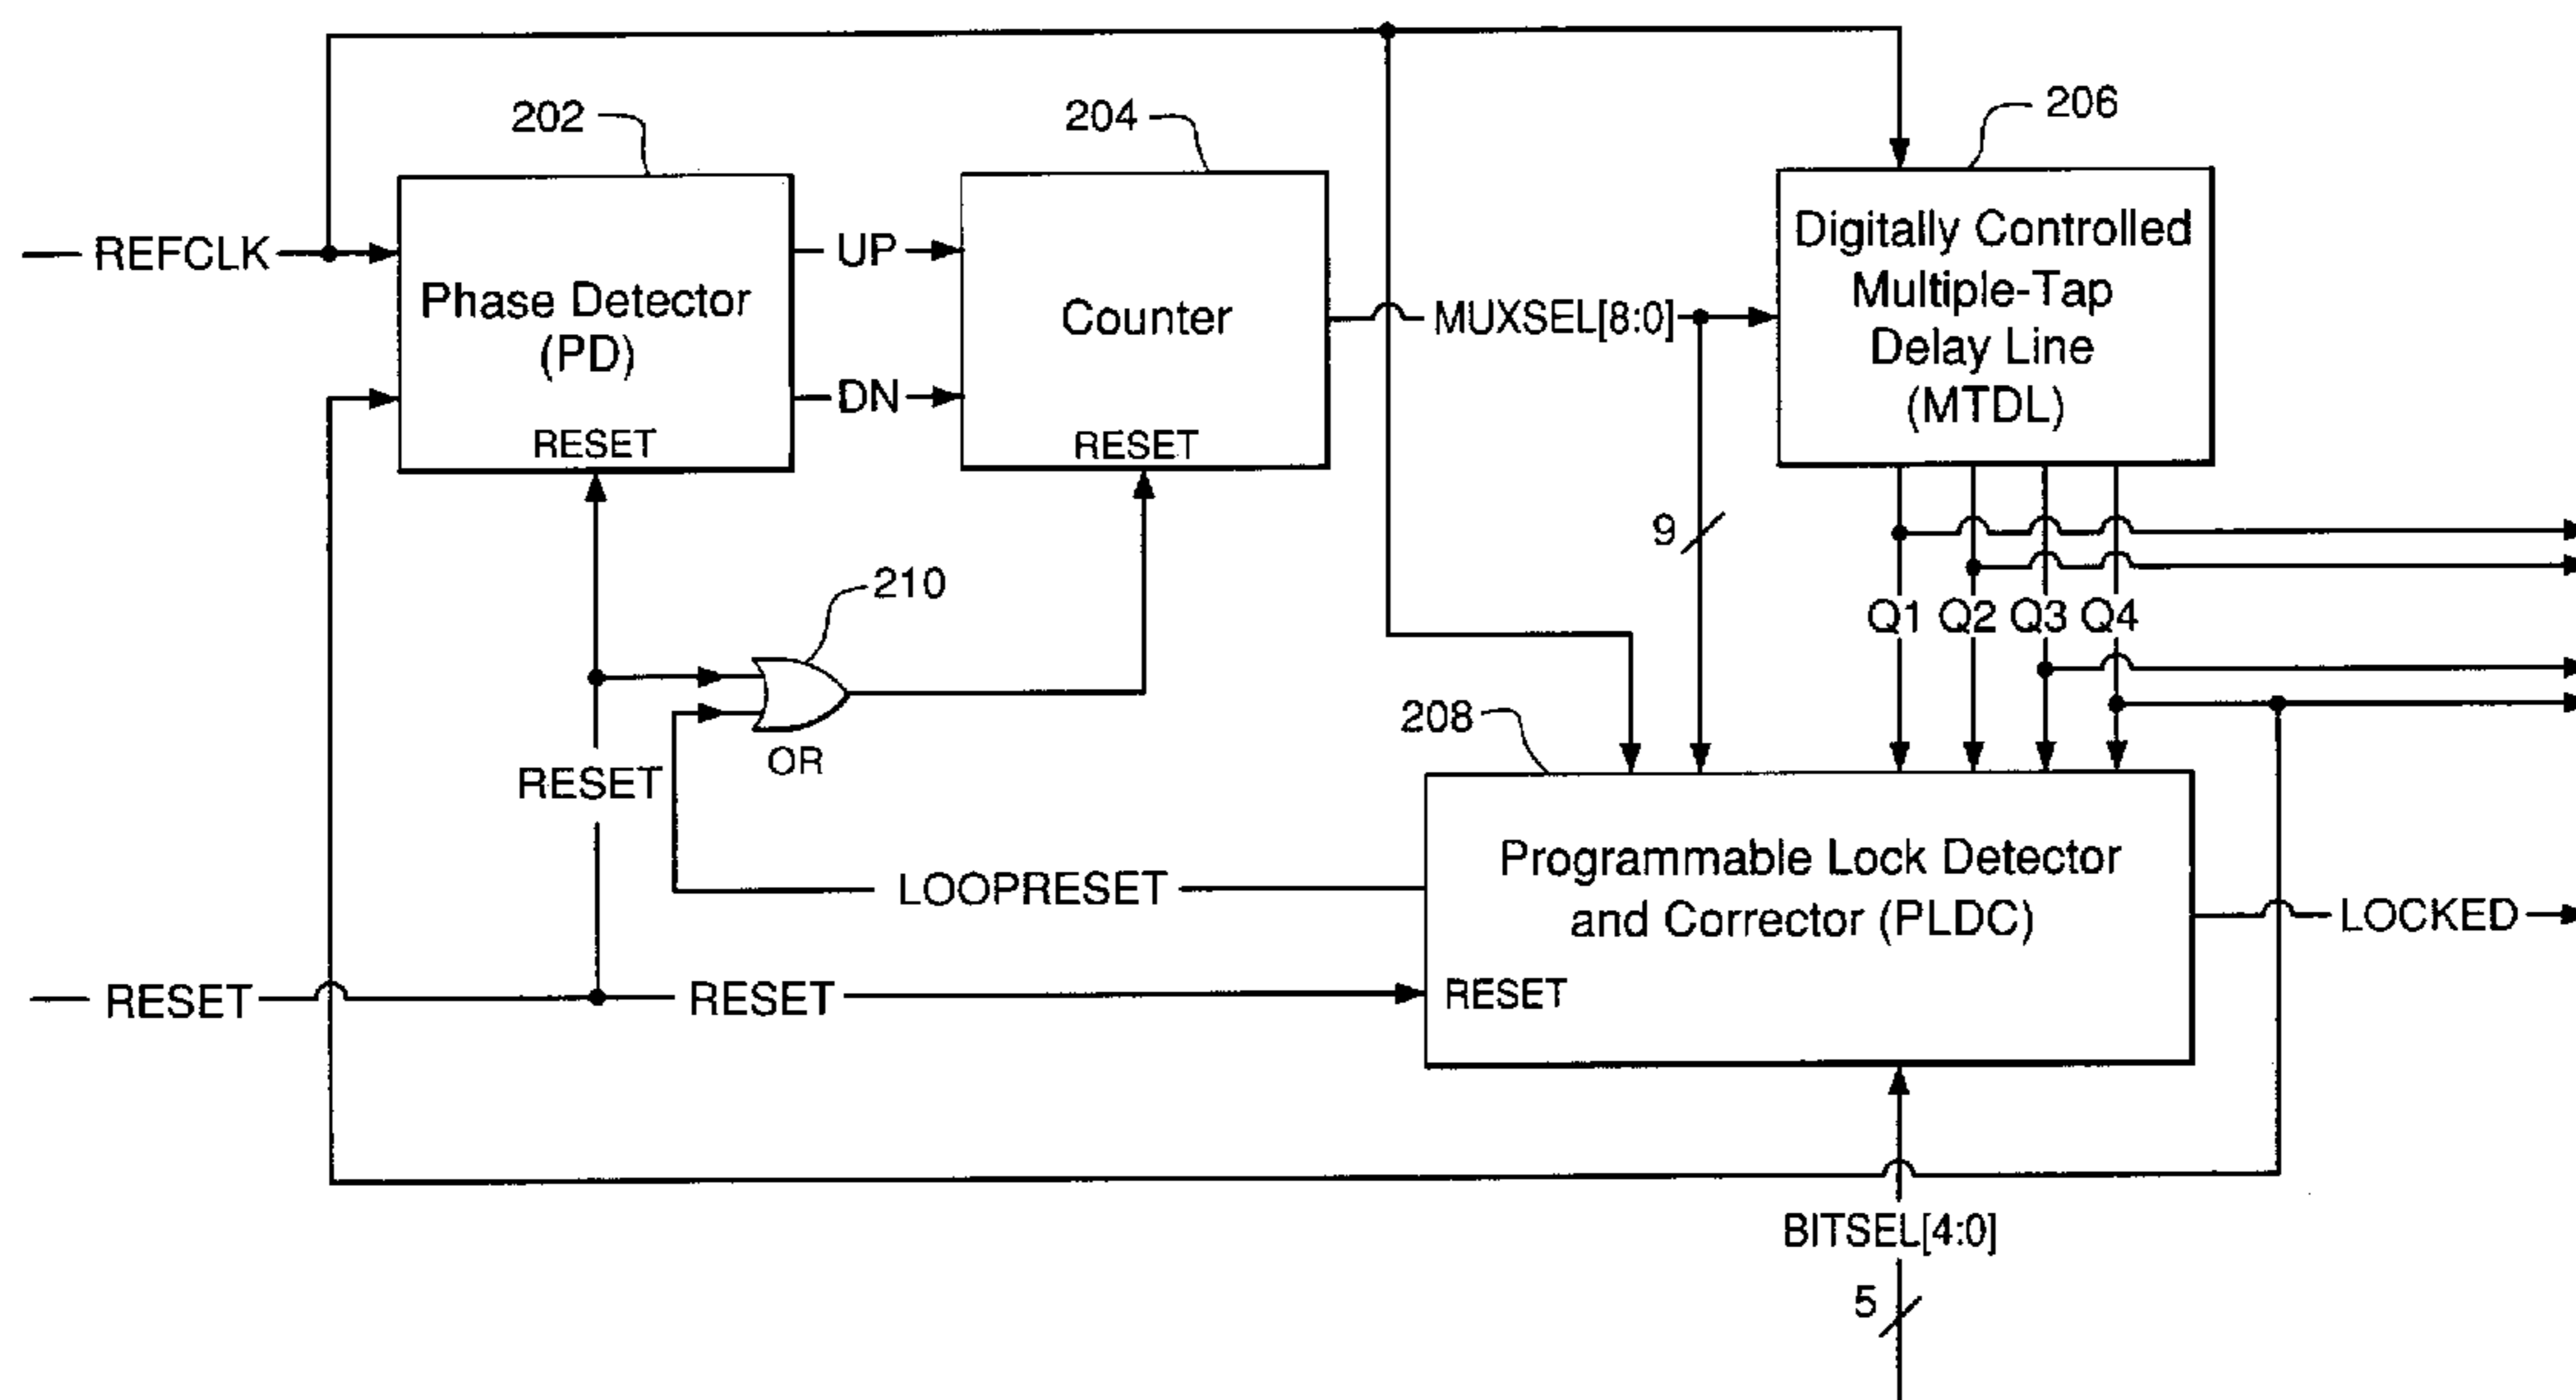 202
204
206
REFCLK
Phase Detector
(PD)
RESET
UP
DN
Counter
RESET
MUXSEL[8:0]
Digitally Controlled
Multiple-Tap
Delay Line
(MTDL)
9
210
OR
Q1 Q2 Q3 Q4
208
RESET
LOOPRESET
Programmable Lock Detector
and Corrector (PLDC)
RESET
LOCKED
RESET
RESET
BITSEL[4:0]
5